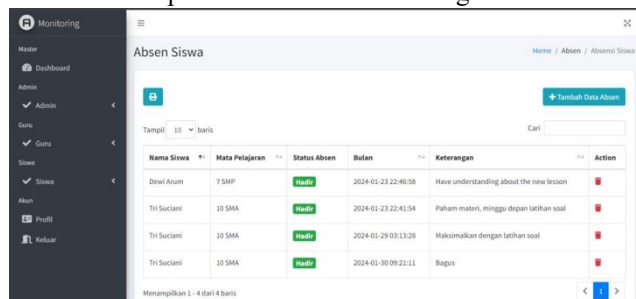 Monitoring
Master
Dashboard
Admin
Admin
Guru
Guru
Siswa
Siswa
Akun
Profil
Keluar
Absen Siswa
Home / Absen / Absensi Siswa
+ Tambah Data Absen
Tampil 10 baris
Cari
Nama Siswa Mata Pelajaran Status Absen Bulan Keterangan Action
Dewi Arum 7 SMP Hadir 2024-01-23 22:46:58 Have understanding about the new lesson
Tri Suciani 10 SMA Hadir 2024-01-23 22:41:54 Paham materi, minggu depan latihan soal
Tri Suciani 10 SMA Hadir 2024-01-29 03:13:28 Maksimalkan dengan latihan soal
Tri Suciani 10 SMA Hadir 2024-01-30 09:21:11 Bagus
Menampilkan 1 - 4 dari 4 baris
1